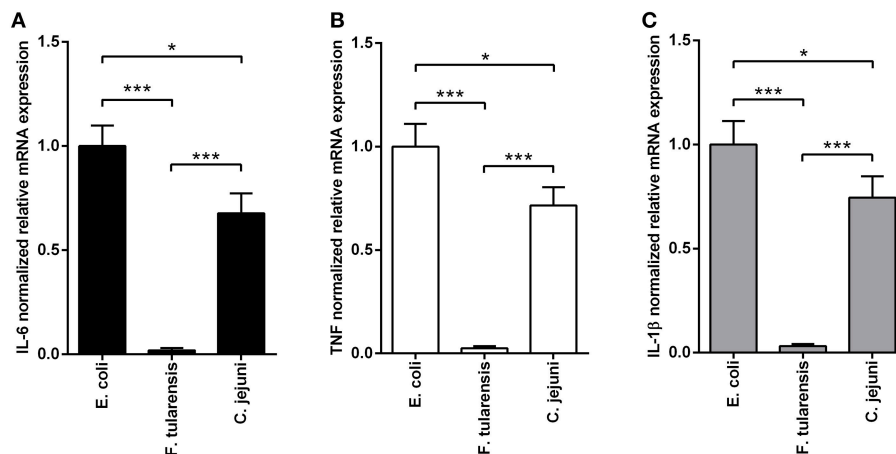 A
IL-6 normalized relative mRNA expression
1.5
1.0
0.5
0.0
*
***
***
E. coli
F. tularensis
C. jejuni
B
TNF normalized relative mRNA expression
1.5
1.0
0.5
0.0
*
***
***
E. coli
F. tularensis
C. jejuni
C
IL-1β normalized relative mRNA expression
1.5
1.0
0.5
0.0
*
***
***
E. coli
F. tularensis
C. jejuni